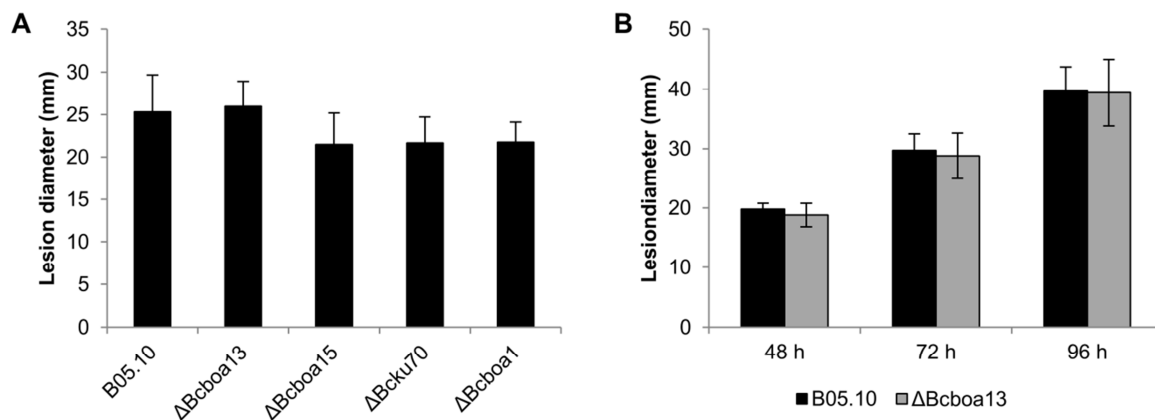 A
Lesion diameter (mm)
35
30
25
20
15
10
5
0
B05.10
ΔBcboa13
ΔBcboa15
ΔBcku70
ΔBcboa1
B
Lesiondiameter (mm)
50
40
30
20
10
0
48 h
72 h
96 h
B05.10
ΔBcboa13